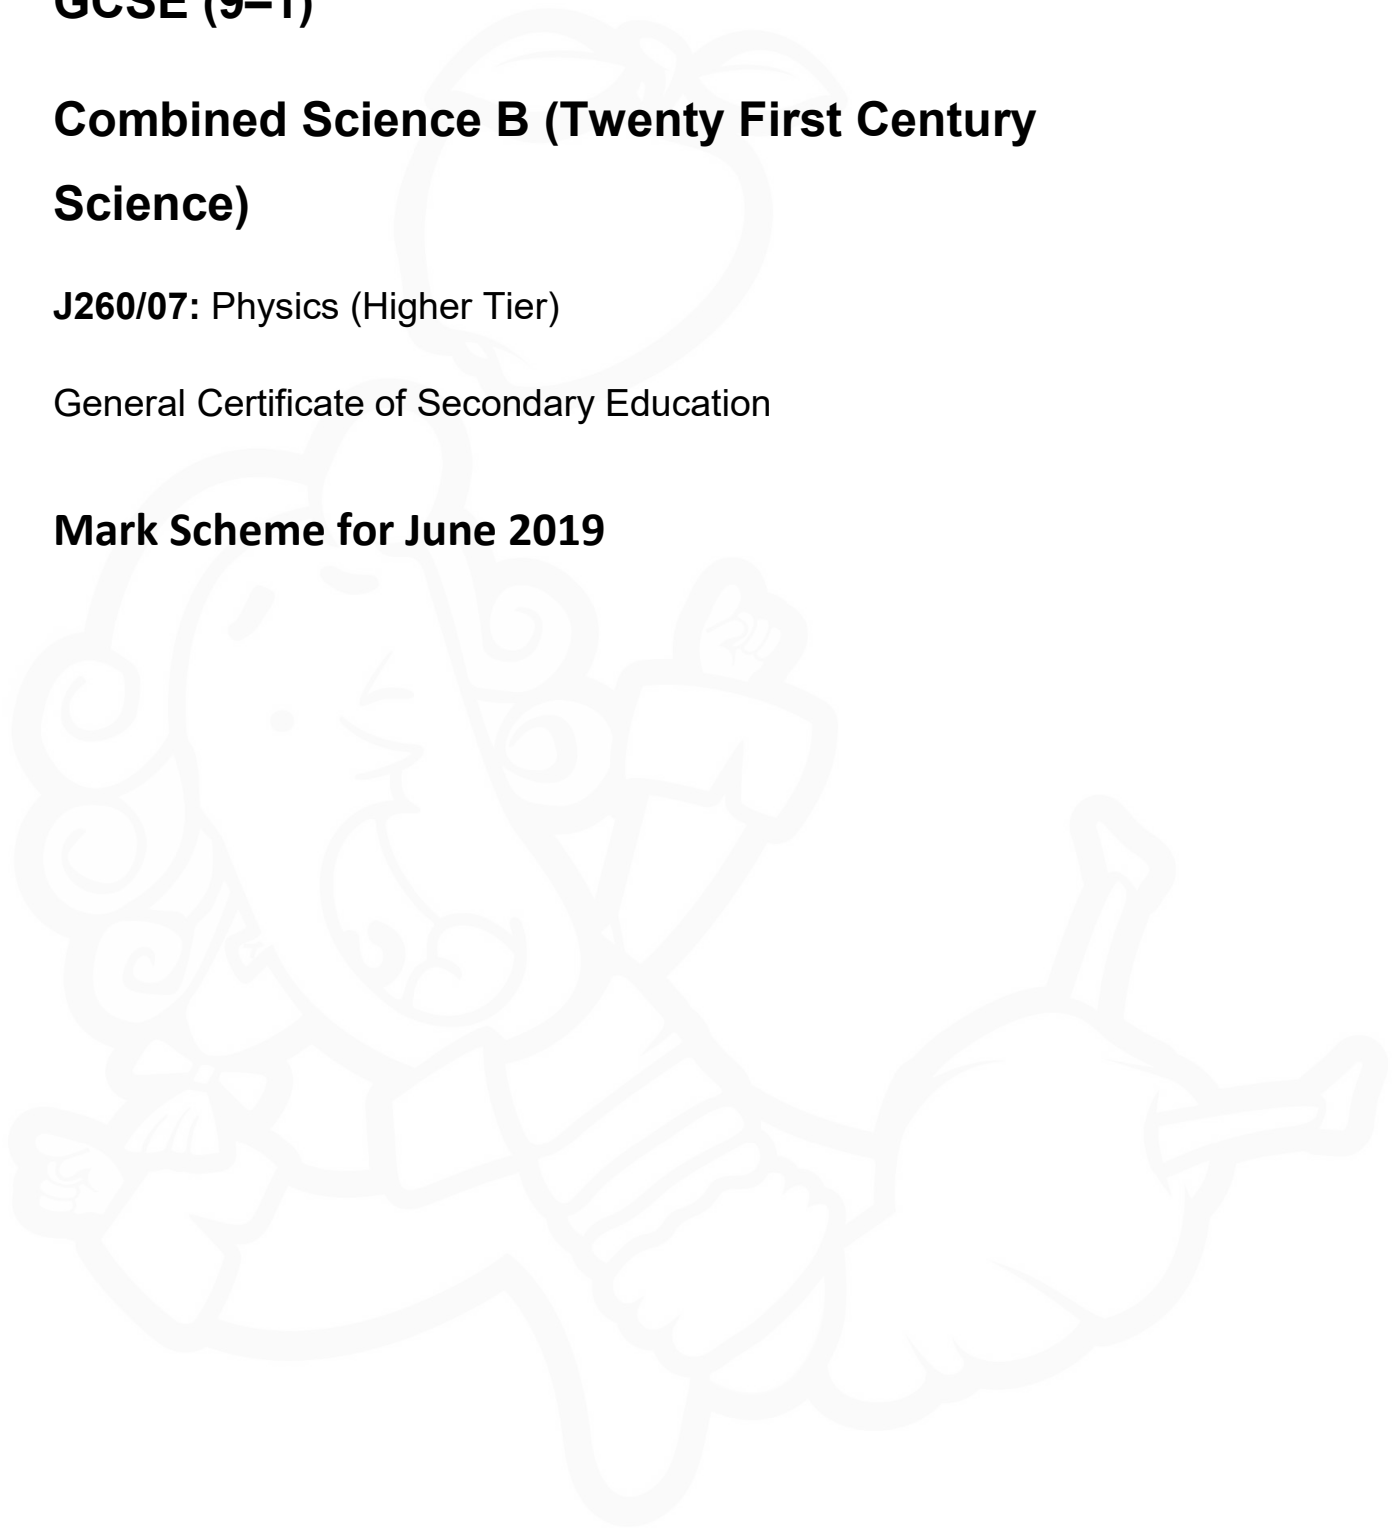 GCSE (9–1)
Combined Science B (Twenty First Century
Science)
J260/07: Physics (Higher Tier)
General Certificate of Secondary Education
Mark Scheme for June 2019